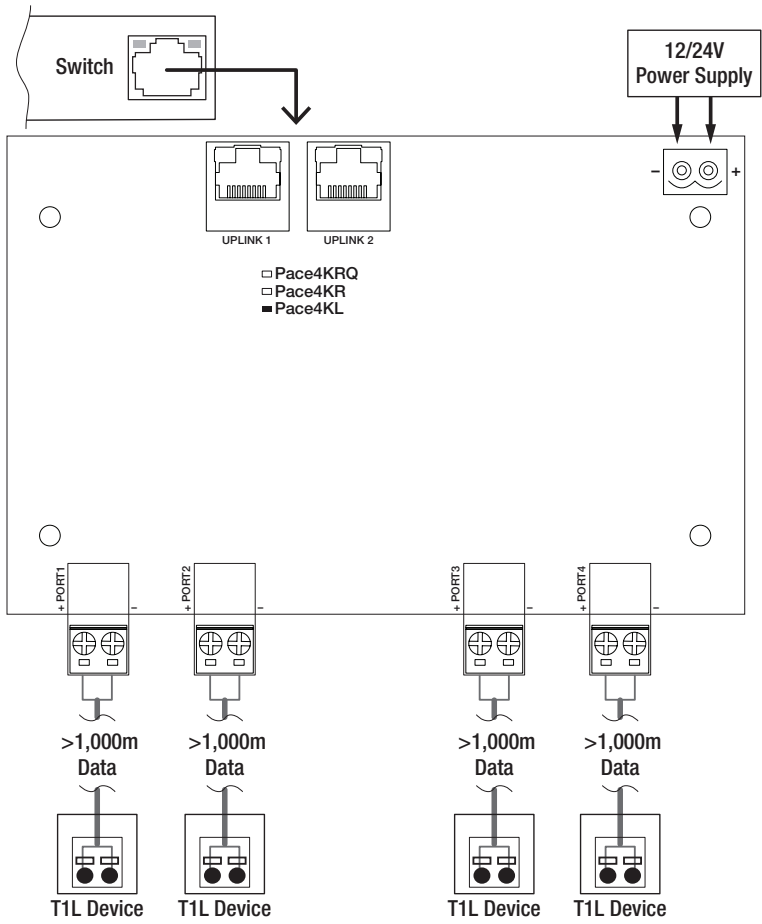 Switch
12/24V
Power Supply
− +
UPLINK 1 UPLINK 2
Pace4KRQ
Pace4KR
Pace4KL
+ PORT1 −
+ PORT2 −
+ PORT3 −
+ PORT4 −
>1,000m
Data
>1,000m
Data
>1,000m
Data
>1,000m
Data
T1L Device T1L Device T1L Device T1L Device